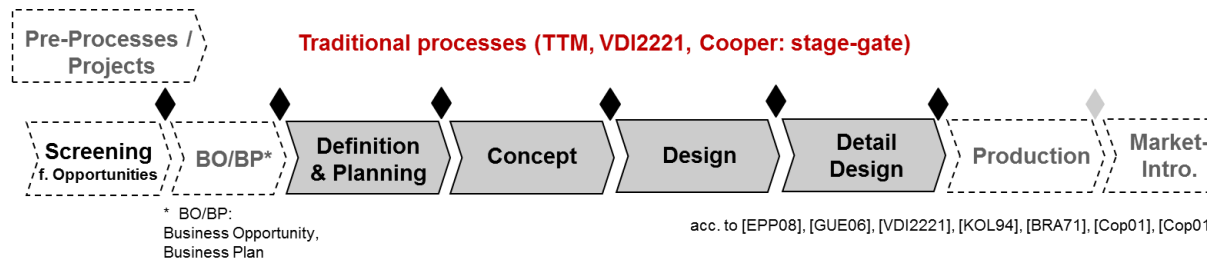 Pre-Processes /
Projects
Traditional processes (TTM, VDI2221, Cooper: stage-gate)
Screening
f. Opportunities
BO/BP*
Definition
& Planning
Concept
Design
Detail
Design
Production
Market-
Intro.
* BO/BP:
Business Opportunity,
Business Plan
acc. to [EPP08], [GUE06], [VDI2221], [KOL94], [BRA71], [Cop01], [Cop01